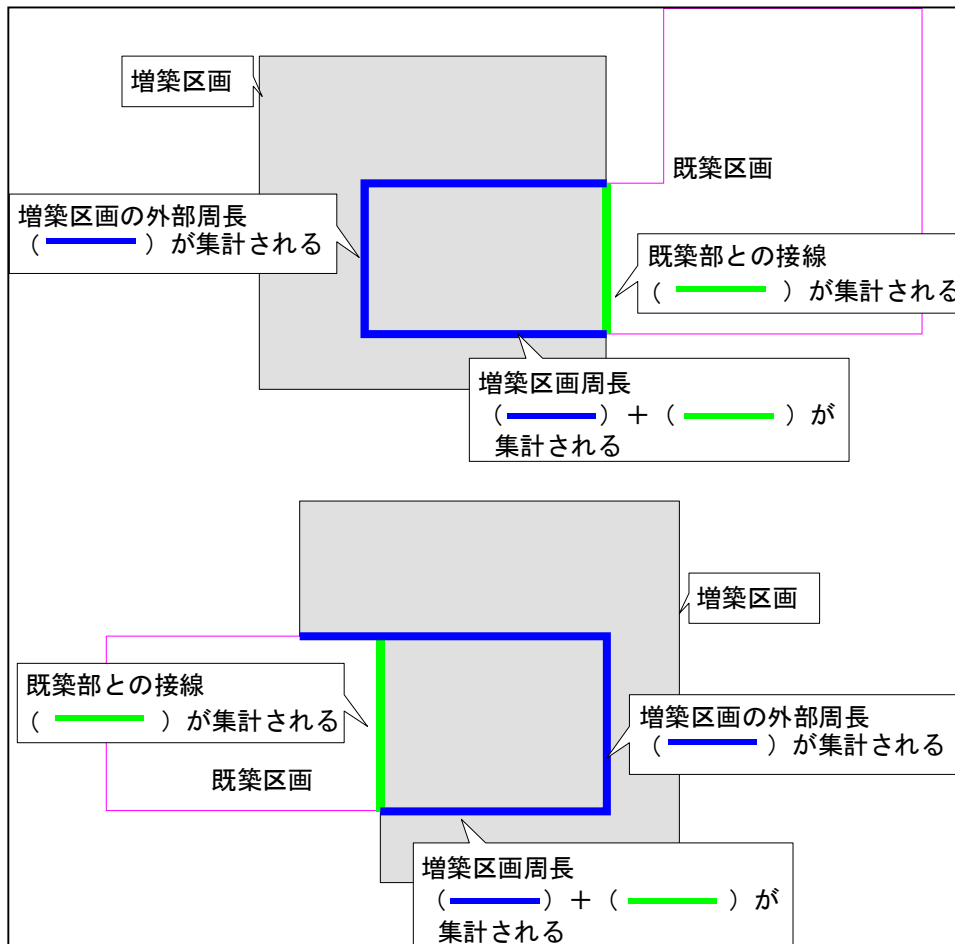 増築区画
既築区画
増築区画の外部周長
（　　　　）が集計される
既築部との接線
（　　　　）が集計される
増築区画周長
（　　　　）＋（　　　　）が
集計される
増築区画
既築部との接線
（　　　　）が集計される
増築区画の外部周長
（　　　　）が集計される
既築区画
増築区画周長
（　　　　）＋（　　　　）が
集計される